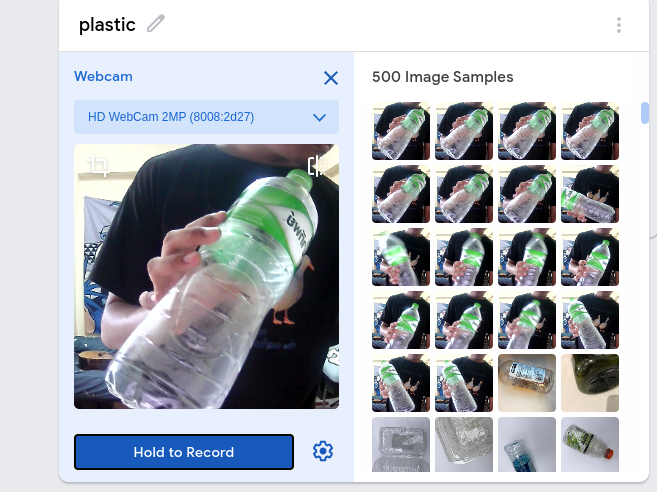 plastic
Webcam
500 Image Samples
HD WebCam 2MP (8008:2d27)
Hold to Record